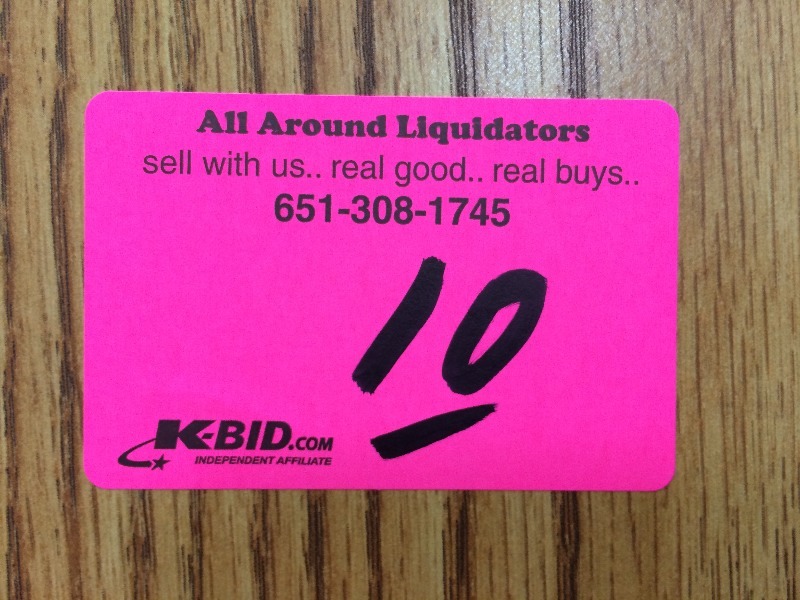 All Around Liquidators
sell with us.. real good.. real buys..
651-308-1745
10
K-BID.COM
INDEPENDENT AFFILIATE